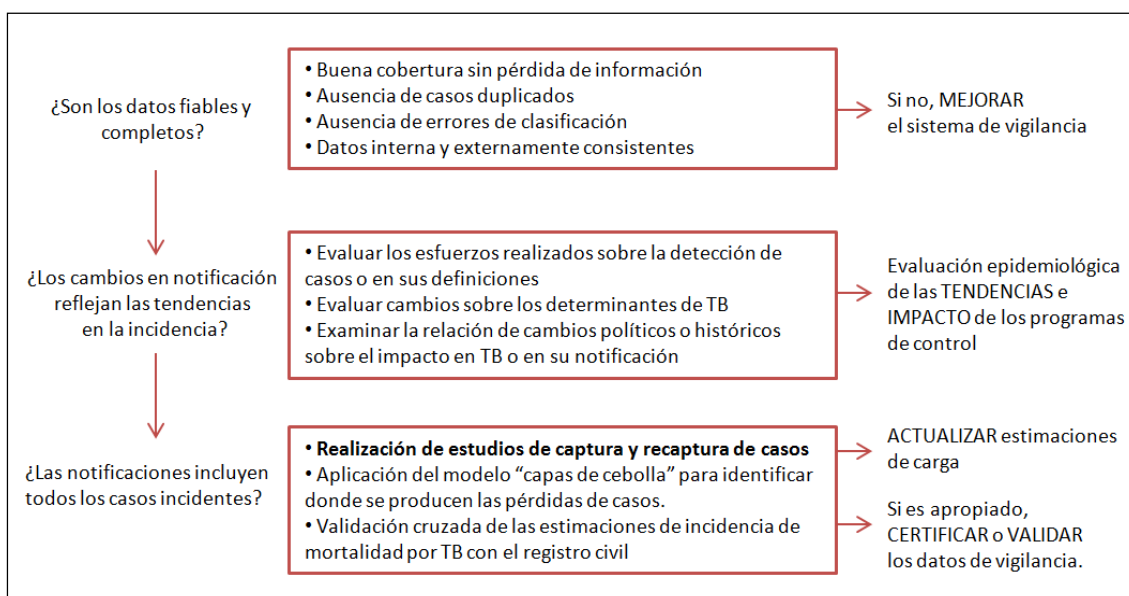 ¿Son los datos fiables y
completos?
• Buena cobertura sin pérdida de información
• Ausencia de casos duplicados
• Ausencia de errores de clasificación
• Datos interna y externamente consistentes
Si no, MEJORAR
el sistema de vigilancia
¿Los cambios en notificación
reflejan las tendencias
en la incidencia?
• Evaluar los esfuerzos realizados sobre la detección de
casos o en sus definiciones
• Evaluar cambios sobre los determinantes de TB
• Examinar la relación de cambios políticos o históricos
sobre el impacto en TB o en su notificación
Evaluación epidemiológica
de las TENDENCIAS e
IMPACTO de los programas
de control
¿Las notificaciones incluyen
todos los casos incidentes?
• Realización de estudios de captura y recaptura de casos
• Aplicación del modelo “capas de cebolla” para identificar
donde se producen las pérdidas de casos.
• Validación cruzada de las estimaciones de incidencia de
mortalidad por TB con el registro civil
ACTUALIZAR estimaciones
de carga
Si es apropiado,
CERTIFICAR o VALIDAR
los datos de vigilancia.